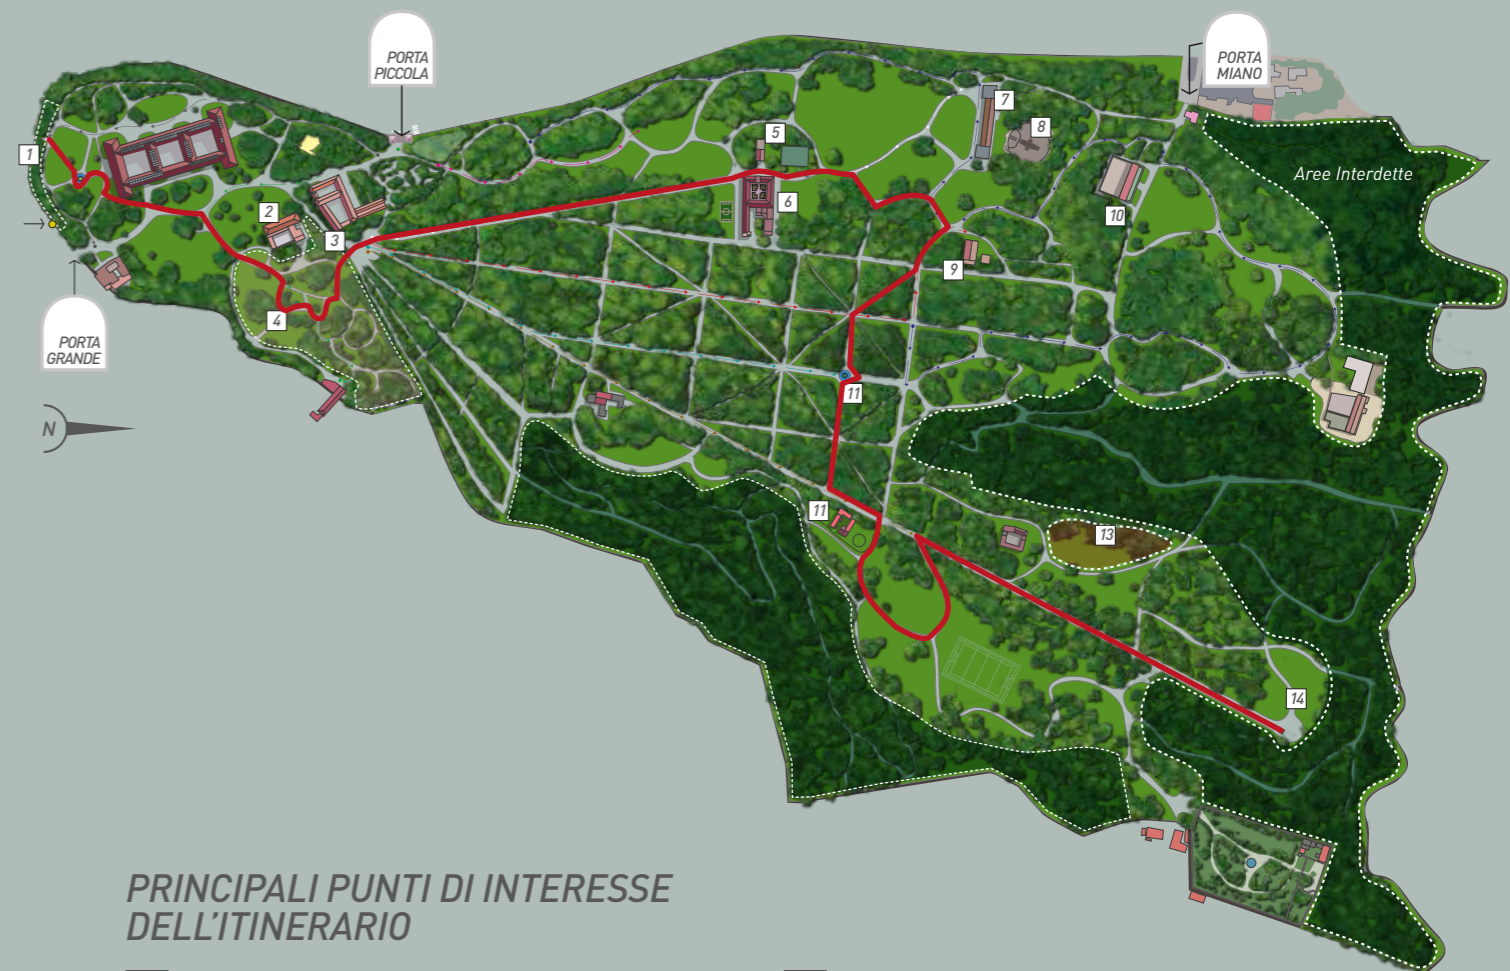 PORTA
PICCOLA
PORTA
MIANO
7
5
8
1
Aree Interdette
6
2
10
3
9
4
PORTA
GRANDE
11
N
11
13
14
PRINCIPALI PUNTI DI INTERESSE
DELL'ITINERARIO